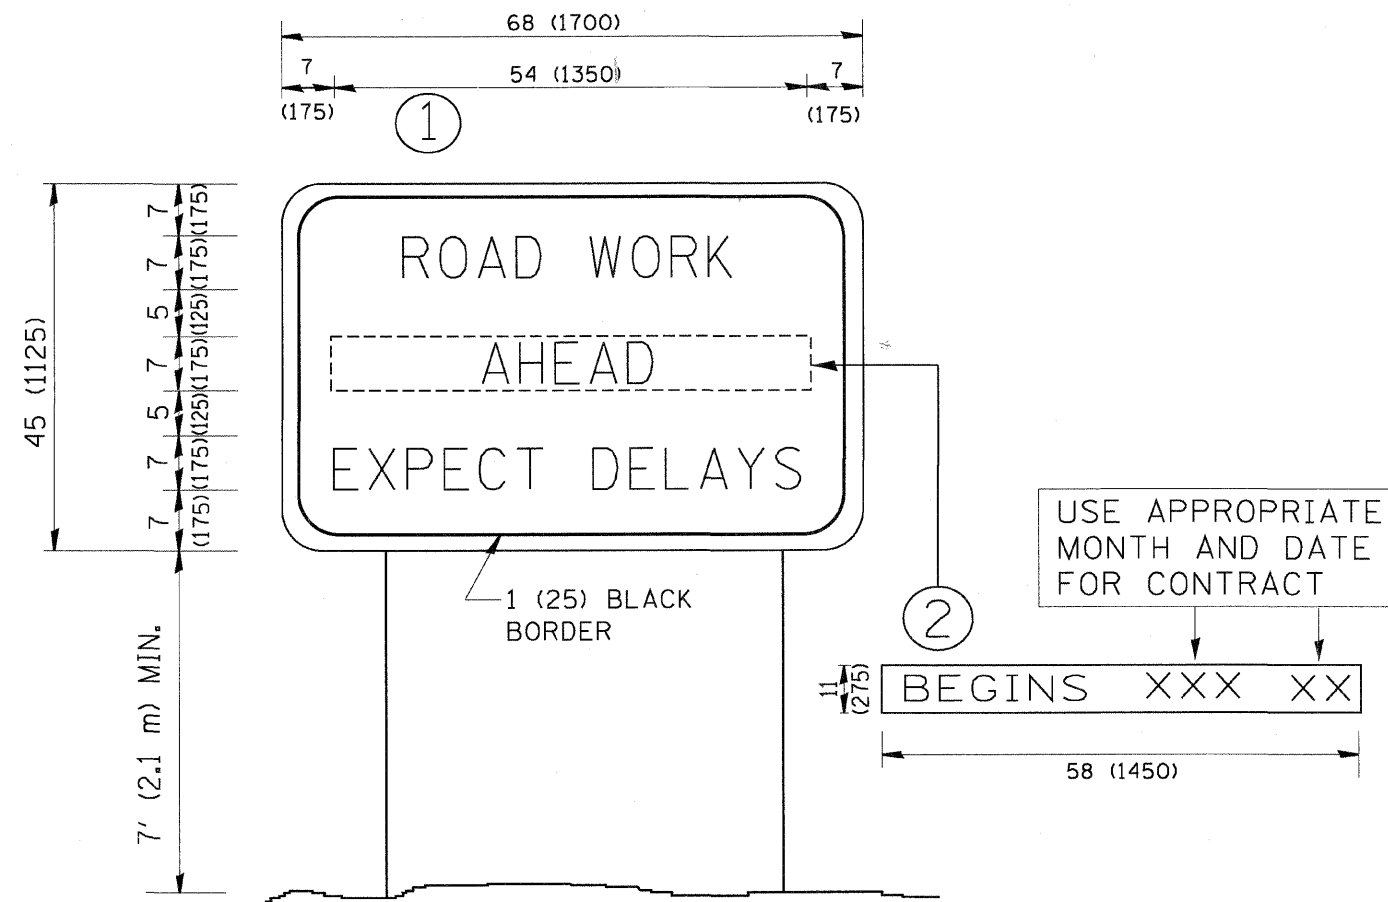 68 (1700)
7 54 (1350) 7
(175) (175)
1
45 (1125)
7 (175)
7 (175)
5 (125)
7 (175)
5 (125)
7 (175)
7 (175)
ROAD WORK
AHEAD
EXPECT DELAYS
1 (25) BLACK
BORDER
7' (2.1 m) MIN.
USE APPROPRIATE
MONTH AND DATE
FOR CONTRACT
2
11 (275)
BEGINS XXX XX
58 (1450)